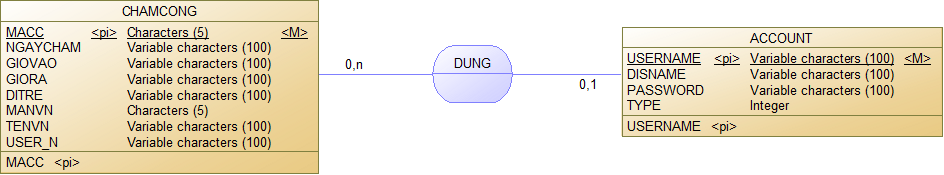 CHAMCONG
MACC <pi> Characters (5) <M>
NGAYCHAM Variable characters (100)
GIOVAO Variable characters (100)
GIORA Variable characters (100)
DITRE Variable characters (100)
MANVN Characters (5)
TENVN Variable characters (100)
USER_N Variable characters (100)
MACC <pi>
0,n
DUNG
0,1
ACCOUNT
USERNAME <pi> Variable characters (100) <M>
DISNAME Variable characters (100)
PASSWORD Variable characters (100)
TYPE Integer
USERNAME <pi>